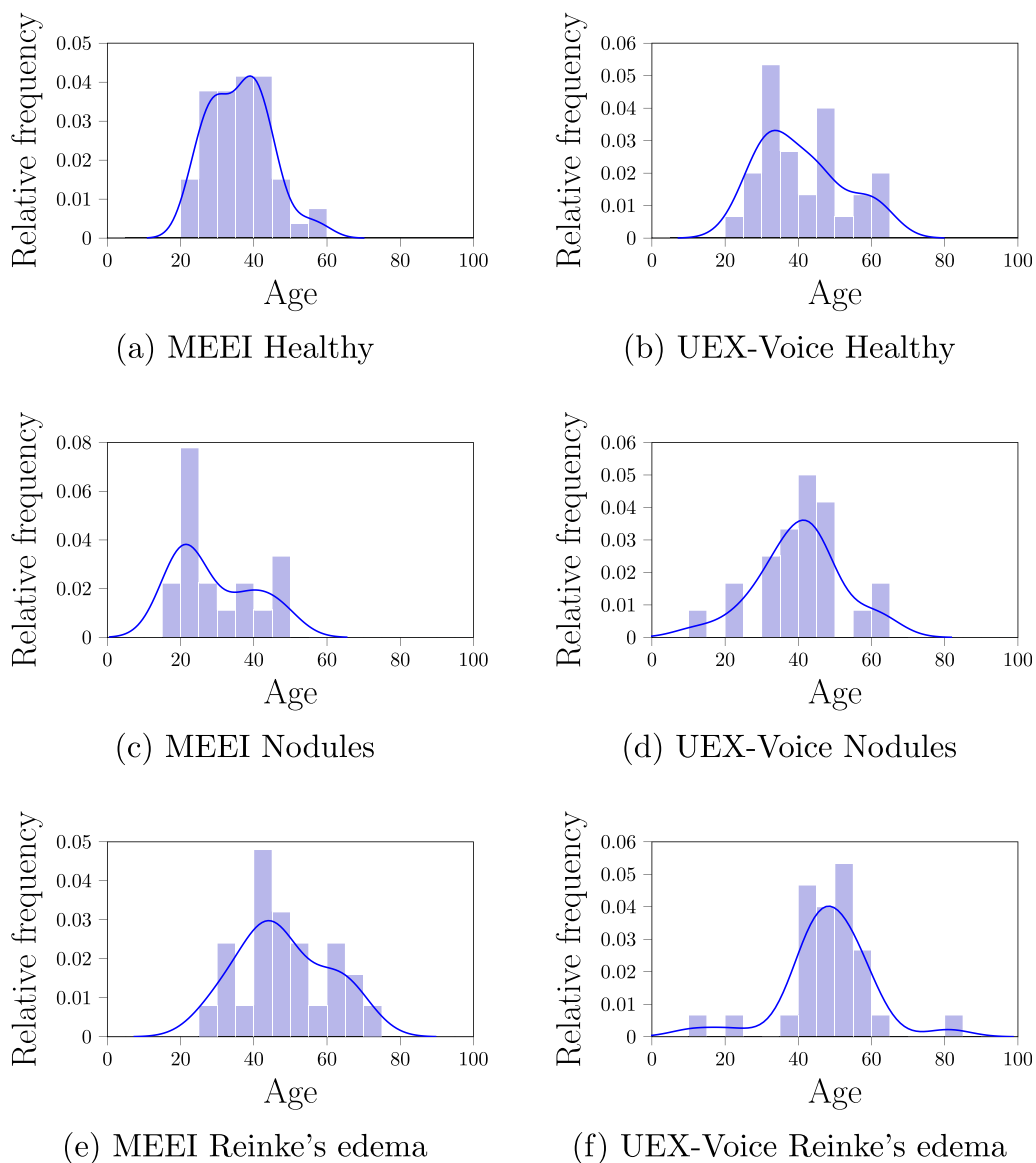 Relative frequency
0.05
0.04
0.03
0.02
0.01
0
0 20 40 60 80 100
Age
(a) MEEI Healthy
Relative frequency
0.06
0.05
0.04
0.03
0.02
0.01
0
0 20 40 60 80 100
Age
(b) UEX-Voice Healthy
Relative frequency
0.08
0.06
0.04
0.02
0
0 20 40 60 80 100
Age
(c) MEEI Nodules
Relative frequency
0.06
0.05
0.04
0.03
0.02
0.01
0
0 20 40 60 80 100
Age
(d) UEX-Voice Nodules
Relative frequency
0.05
0.04
0.03
0.02
0.01
0
0 20 40 60 80 100
Age
(e) MEEI Reinke's edema
Relative frequency
0.06
0.05
0.04
0.03
0.02
0.01
0
0 20 40 60 80 100
Age
(f) UEX-Voice Reinke's edema